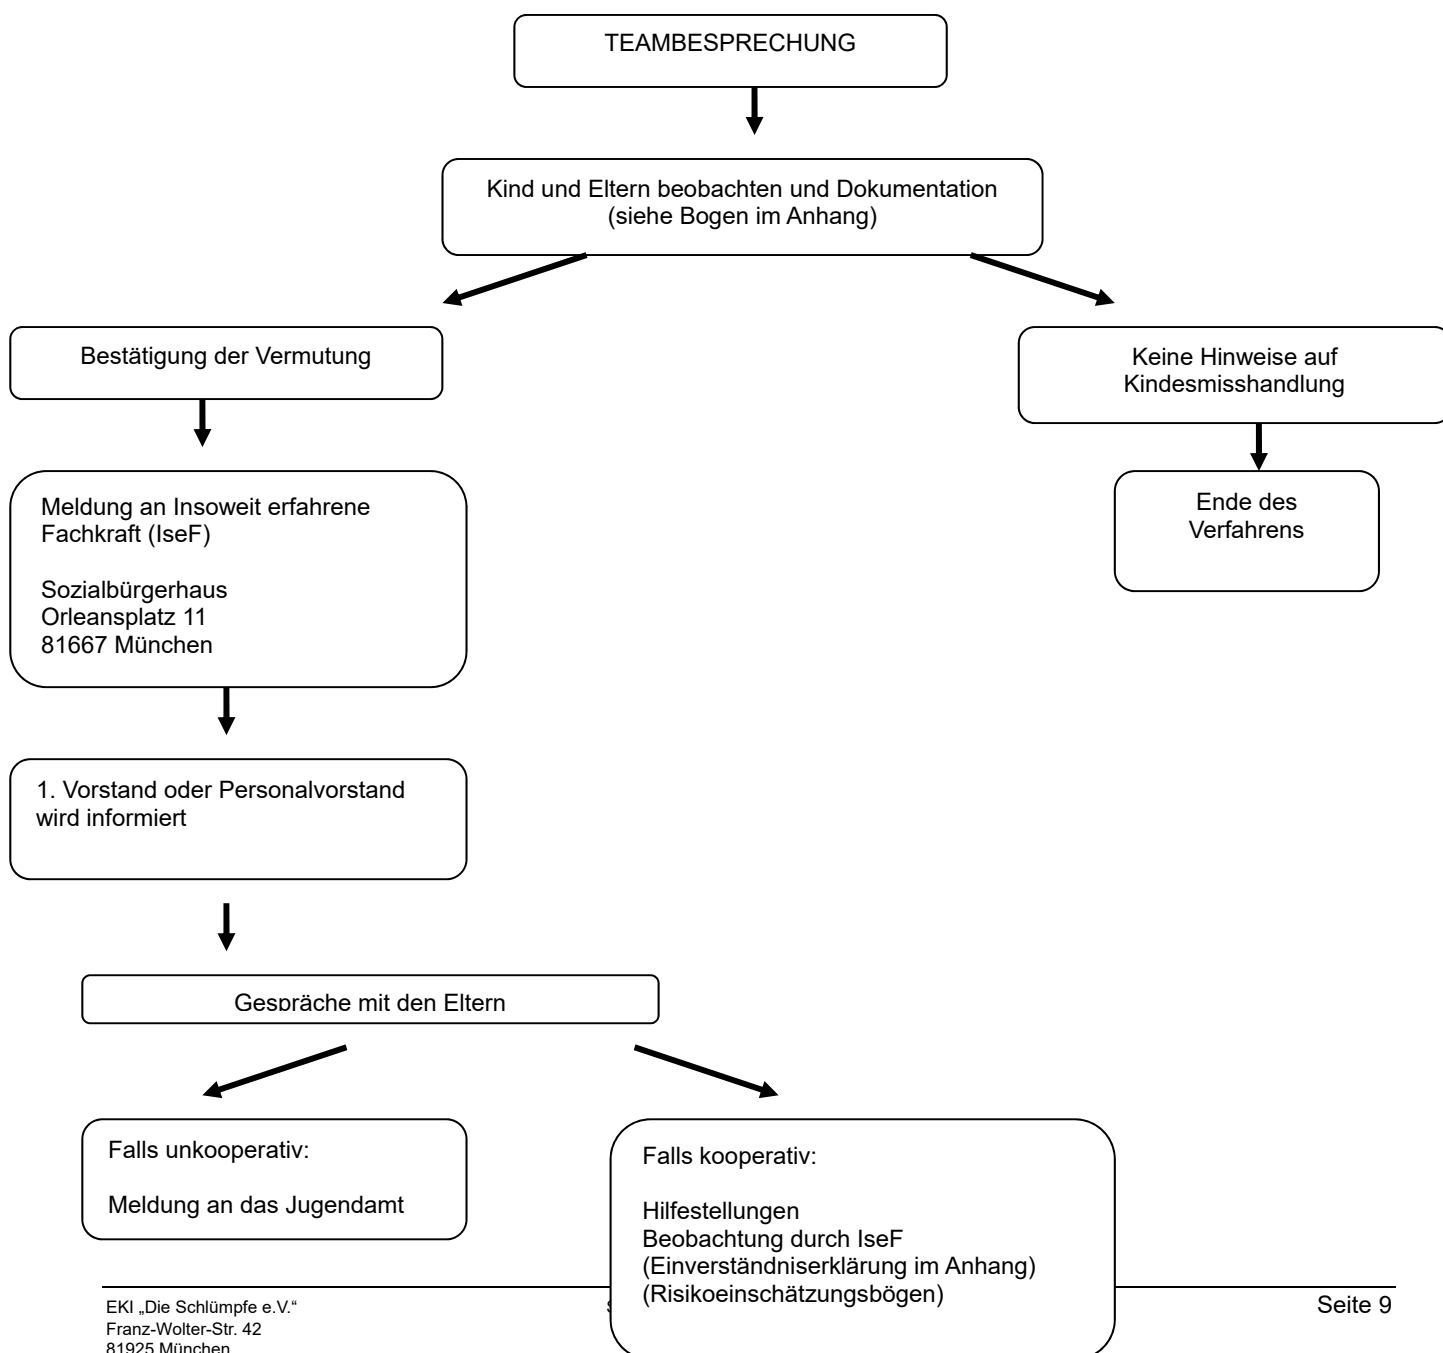 TEAMBESPRECHUNG
Kind und Eltern beobachten und Dokumentation
(siehe Bogen im Anhang)
Bestätigung der Vermutung
Keine Hinweise auf
Kindesmisshandlung
Meldung an Insoweit erfahrene
Fachkraft (IseF)
Sozialbürgerhaus
Orleansplatz 11
81667 München
Ende des
Verfahrens
1. Vorstand oder Personalvorstand
wird informiert
Gespräche mit den Eltern
Falls unkooperativ:
Meldung an das Jugendamt
Falls kooperativ:
Hilfestellungen
Beobachtung durch IseF
(Einverständniserklärung im Anhang)
(Risikoeinschätzungsbögen)
EKI „Die Schlümpfe e.V.“
Franz-Wolter-Str. 42
81925 München
Seite 9